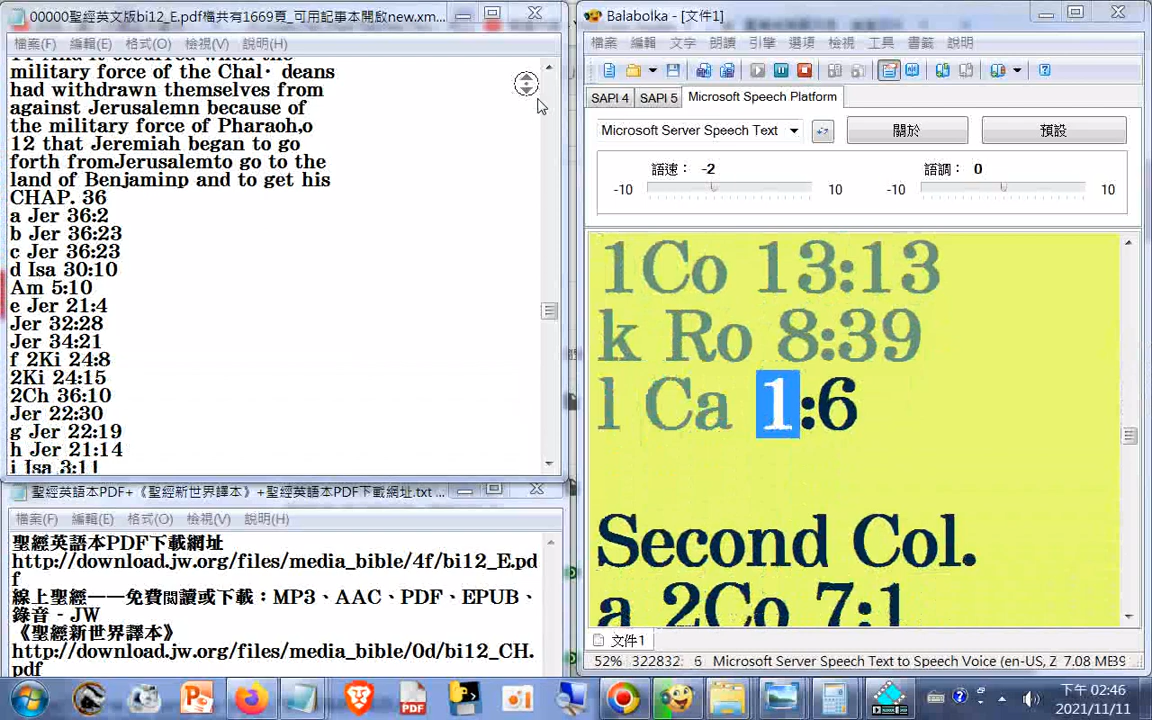 00000聖經英文版bi12_E.pdf檔共有1669頁_可用記事本開啟new.xm...
檔案(F) 編輯(E) 格式(O) 檢視(V) 說明(H)
military force of the Chal· deans
had withdrawn themselves from
against Jerusalemn because of
the military force of Pharaoh,o
12 that Jeremiah began to go
forth fromJerusalemto go to the
land of Benjaminp and to get his
CHAP. 36
a Jer 36:2
b Jer 36:23
c Jer 36:23
d Isa 30:10
Am 5:10
e Jer 21:4
Jer 32:28
Jer 34:21
f 2Ki 24:8
2Ki 24:15
2Ch 36:10
Jer 22:30
g Jer 22:19
h Jer 21:14
i Isa 3:11
聖經英語本PDF+《聖經新世界譯本》+聖經英語本PDF下載網址.txt ...
檔案(F) 編輯(E) 格式(O) 檢視(V) 說明(H)
聖經英語本PDF下載網址
http://download.jw.org/files/media_bible/4f/bi12_E.pd
f
線上聖經——免費閱讀或下載：MP3、AAC、PDF、EPUB、
錄音 - JW
《聖經新世界譯本》
http://download.jw.org/files/media_bible/0d/bi12_CH.
pdf
Balabolka - [文件1]
檔案 編輯 文字 朗讀 引擎 選項 檢視 工具 書籤 說明
SAPI 4 SAPI 5 Microsoft Speech Platform
Microsoft Server Speech Text 關於 預設
語速： -2 語調： 0
-10 10 -10 10
1Co 13:13
k Ro 8:39
l Ca 1:6
Second Col.
a 2Co 7:1
文件1
52% 322832: 6 Microsoft Server Speech Text to Speech Voice (en-US, Z 7.08 MB
下午 02:46
2021/11/11